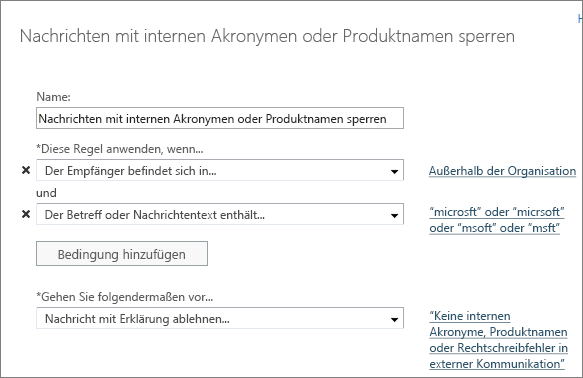 Nachrichten mit internen Akronymen oder Produktnamen sperren
Name:
Nachrichten mit internen Akronymen oder Produktnamen sperren
*Diese Regel anwenden, wenn...
Der Empfänger befindet sich in...
Außerhalb der Organisation
und
Der Betreff oder Nachrichtentext enthält...
"microsft" oder "micrsoft"
oder "msoft" oder "msft"
Bedingung hinzufügen
*Gehen Sie folgendermaßen vor...
Nachricht mit Erklärung ablehnen...
"Keine internen
Akronyme, Produktnamen
oder Rechtschreibfehler in
externer Kommunikation"